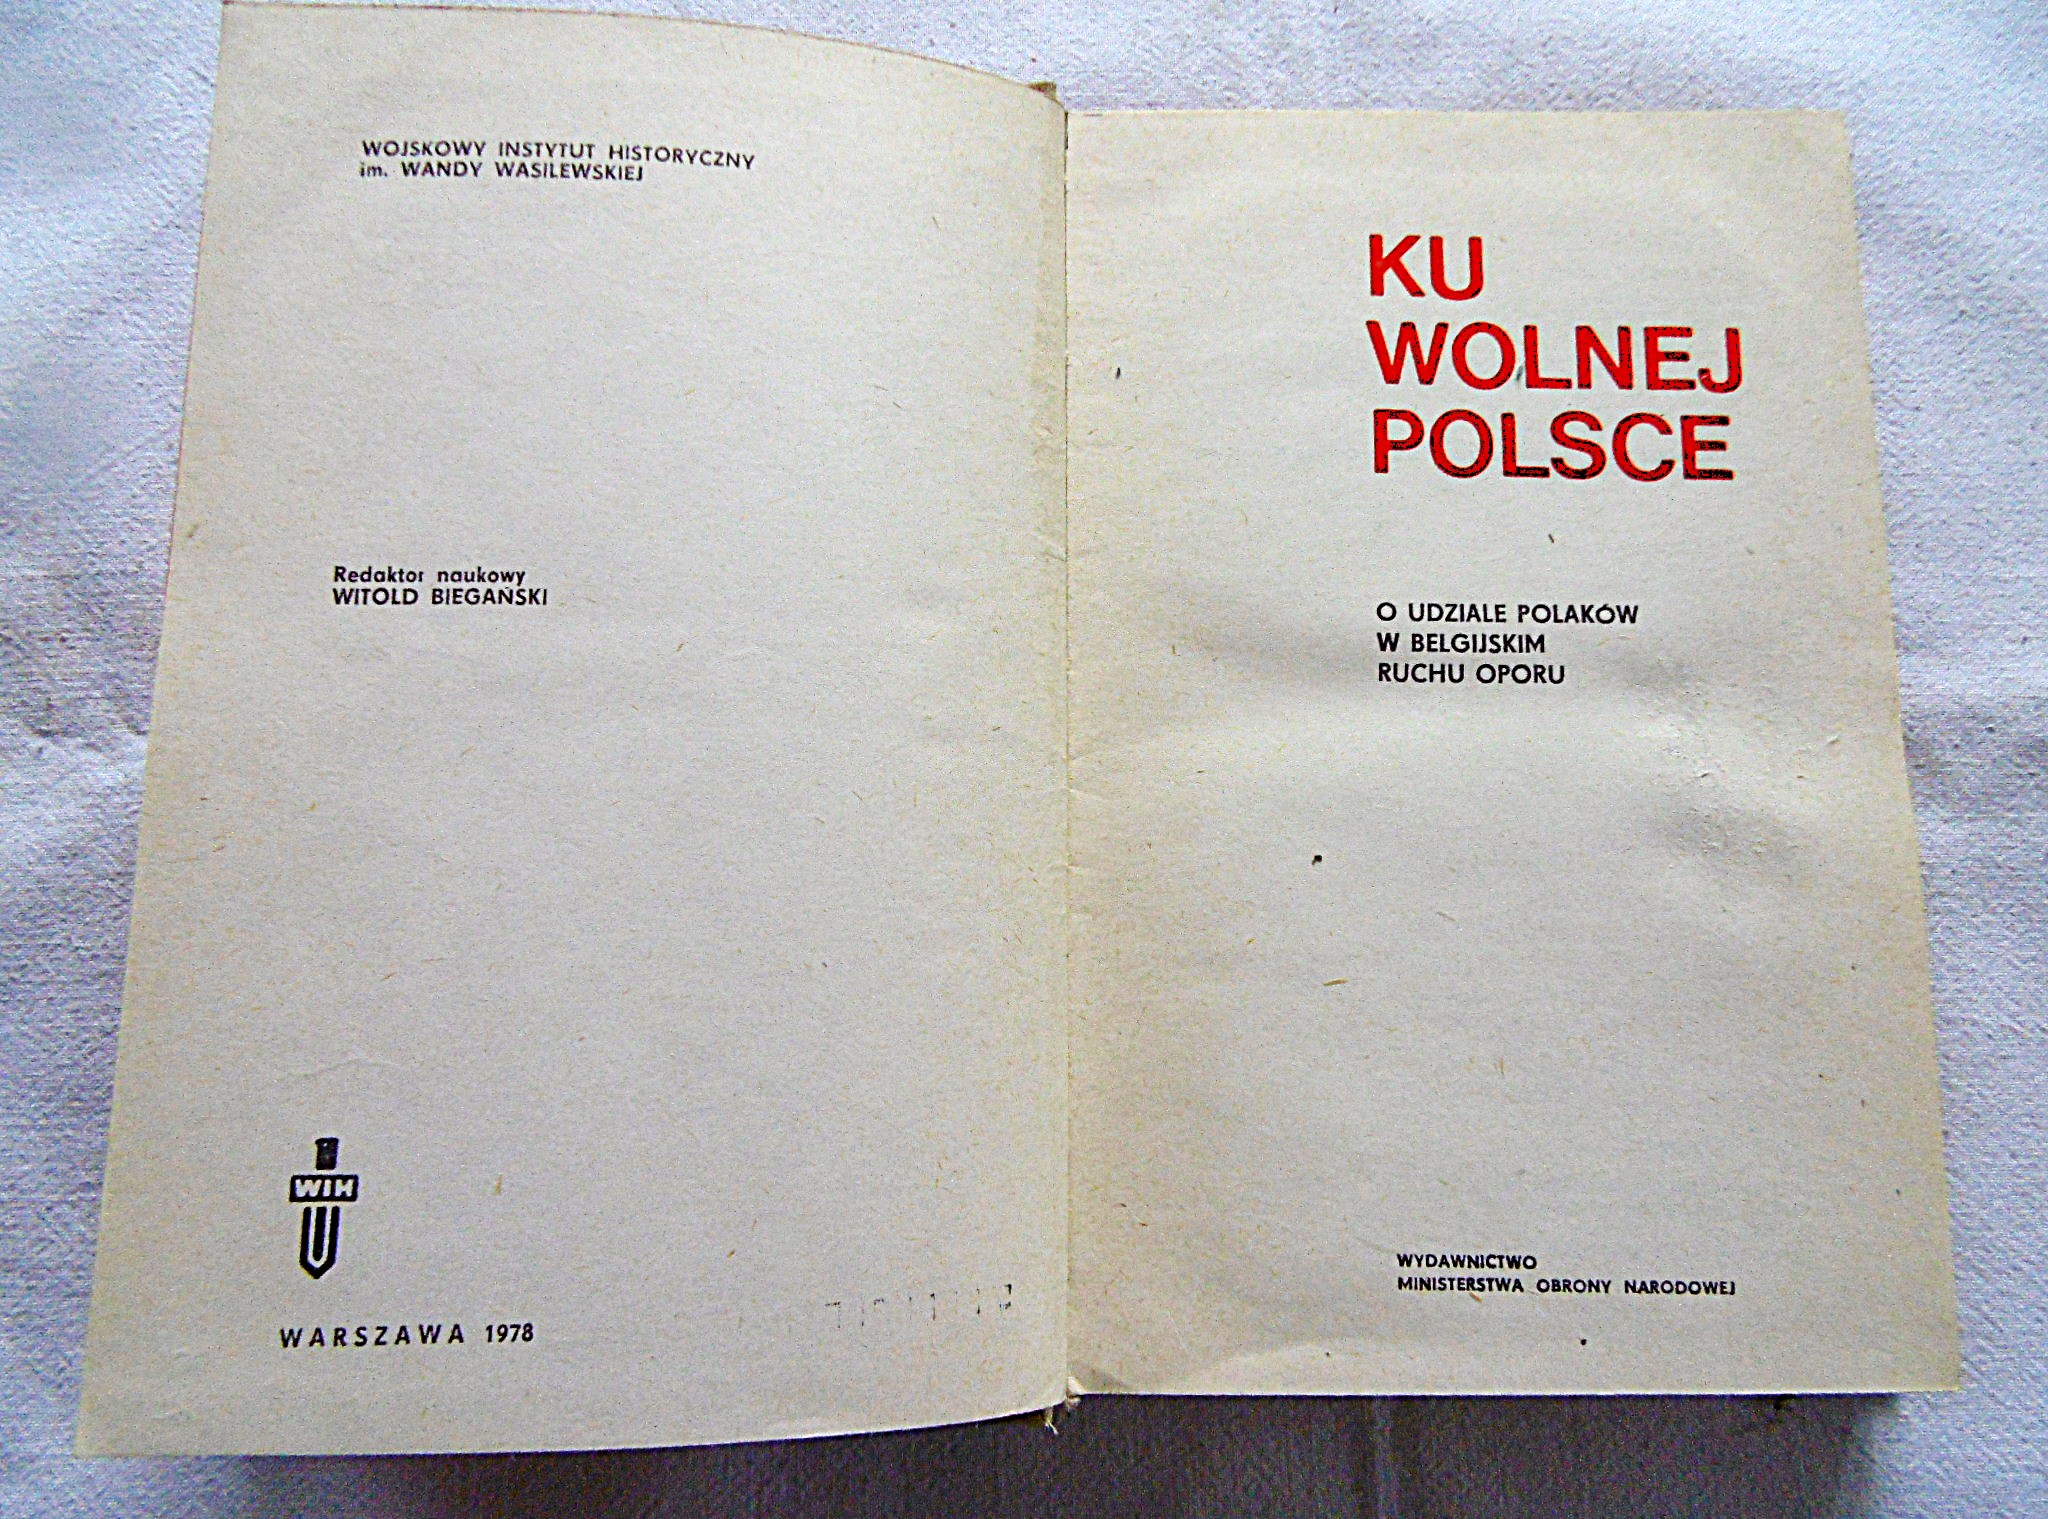 WOJSKOWY INSTYTUT HISTORYCZNY
im. WANDY WASILEWSKIEJ
Redaktor naukowy
WITOLD BIEGAŃSKI
WIH
WARSZAWA 1978
KU
WOLNEJ
POLSCE
O UDZIALE POLAKÓW
W BELGIJSKIM
RUCHU OPORU
WYDAWNICTWO
MINISTERSTWA OBRONY NARODOWEJ